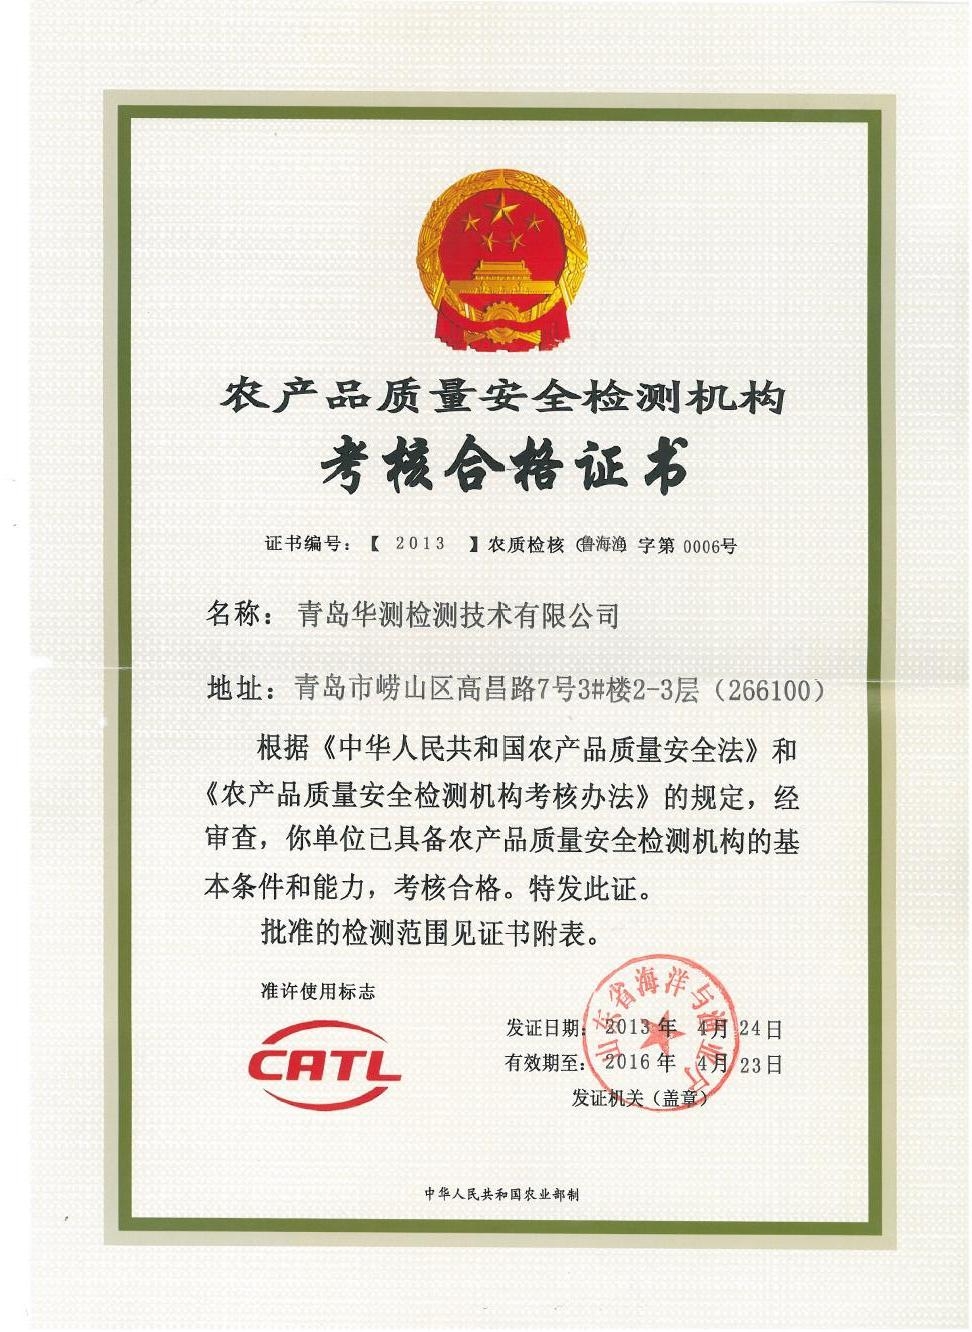 农产品质量安全检测机构
考核合格证书
证书编号：【 2013 】农质检核（鲁海渔）字第 0006号
名称：青岛华测检测技术有限公司
地址：青岛市崂山区高昌路7号3#楼2-3层（266100）
根据《中华人民共和国农产品质量安全法》和
《农产品质量安全检测机构考核办法》的规定，经
审查，你单位已具备农产品质量安全检测机构的基
本条件和能力，考核合格。特发此证。
批准的检测范围见证书附表。
准许使用标志
CATL
山东省海洋与渔业厅
发证日期：2013 年 4月 24日
有效期至：2016 年 4月 23日
发证机关（盖章）
中华人民共和国农业部制